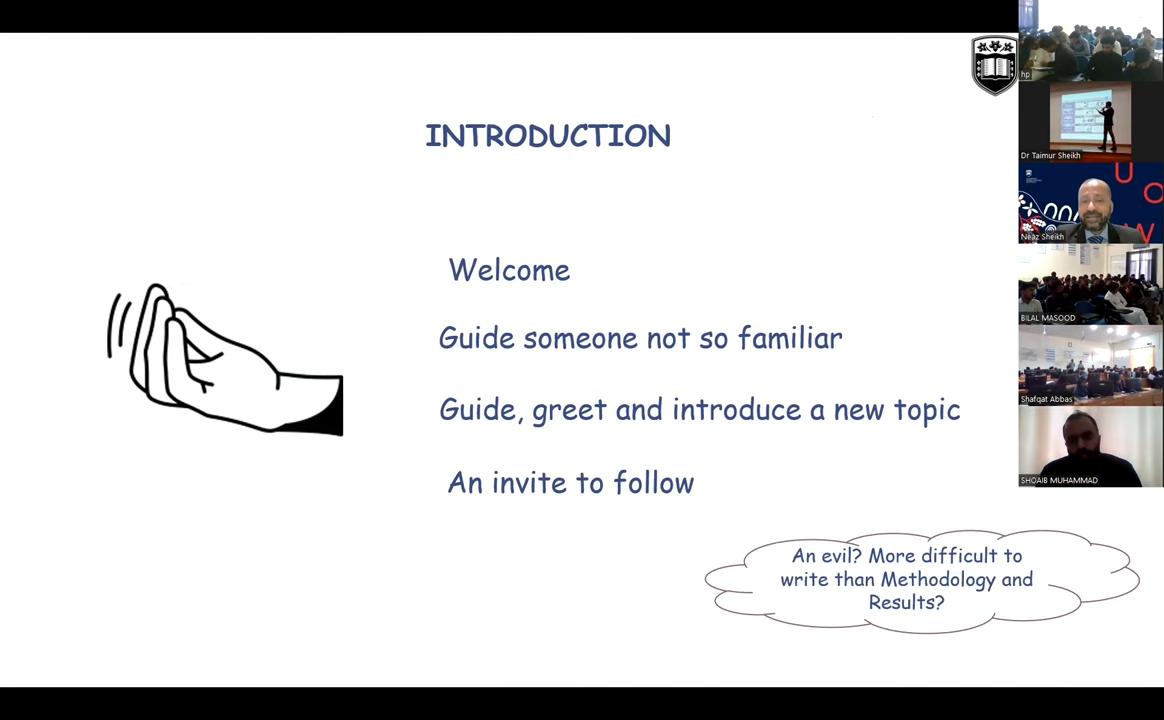 INTRODUCTION
Welcome
Guide someone not so familiar
Guide, greet and introduce a new topic
An invite to follow
An evil? More difficult to
write than Methodology and
Results?
hp
Dr Taimur Sheikh
U
O
W
Neaz Sheikh
BILAL MASOOD
Shafqat Abbas
SHOAIB MUHAMMAD